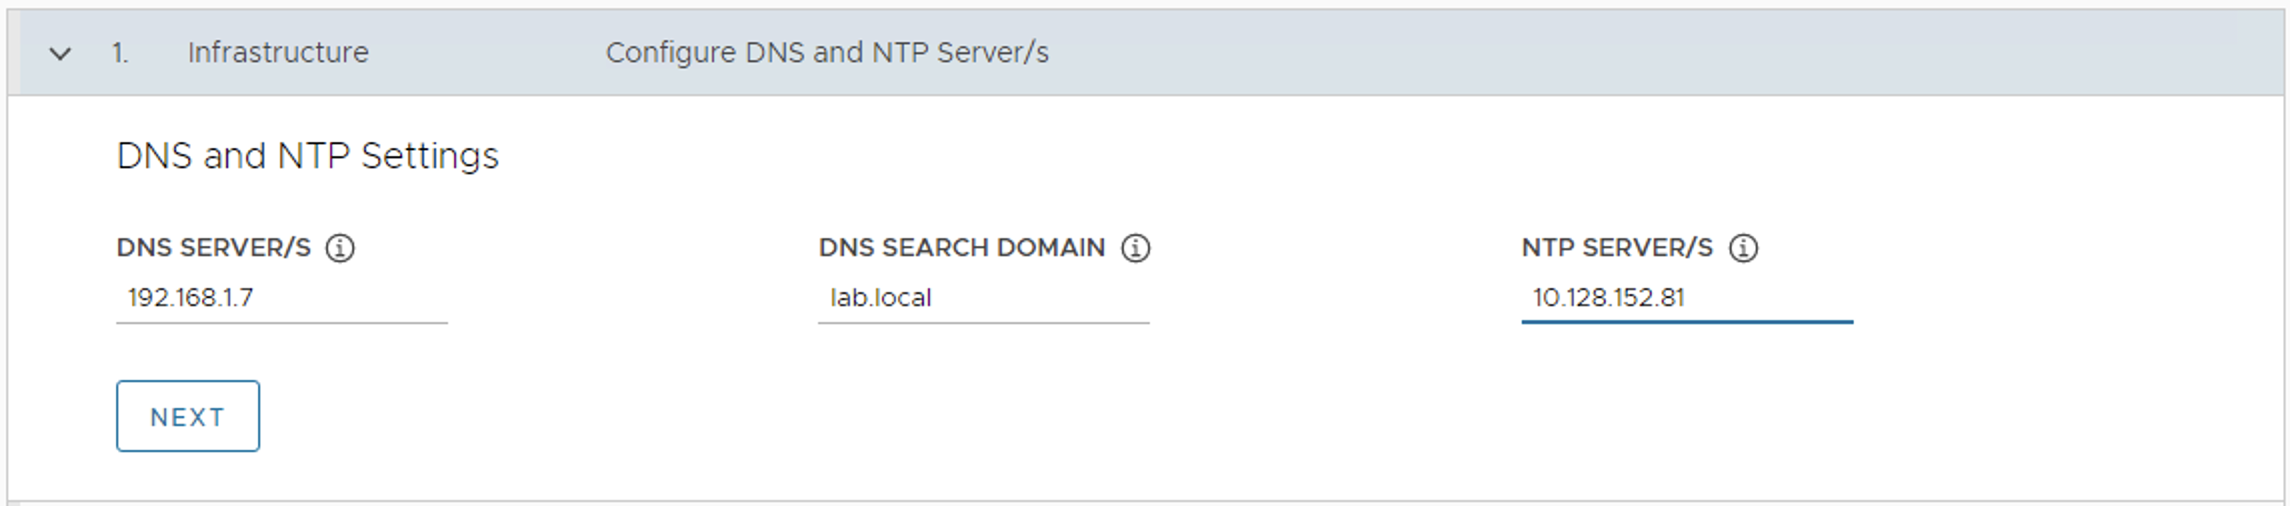 1. Infrastructure Configure DNS and NTP Server/s
DNS and NTP Settings
DNS SERVER/S DNS SEARCH DOMAIN NTP SERVER/S
192.168.1.7 lab.local 10.128.152.81
NEXT